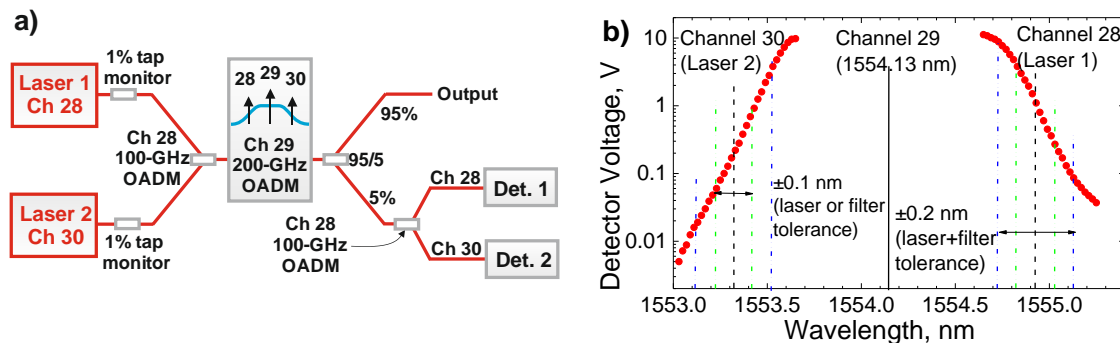 a)
1% tap
monitor
Laser 1
Ch 28
Ch 28
100-GHz
OADM
Laser 2
Ch 30
1% tap
monitor
28 29 30
Ch 29
200-GHz
OADM
Output
95%
95/5
5%
Ch 28
100-GHz
OADM
Ch 28
Det. 1
Ch 30
Det. 2
b)
Detector Voltage, V
10
1
0.1
0.01
Channel 30
(Laser 2)
Channel 29
(1554.13 nm)
Channel 28
(Laser 1)
±0.1 nm
(laser or filter
tolerance)
±0.2 nm
(laser+filter
tolerance)
1553.0 1553.5 1554.0 1554.5 1555.0
Wavelength, nm